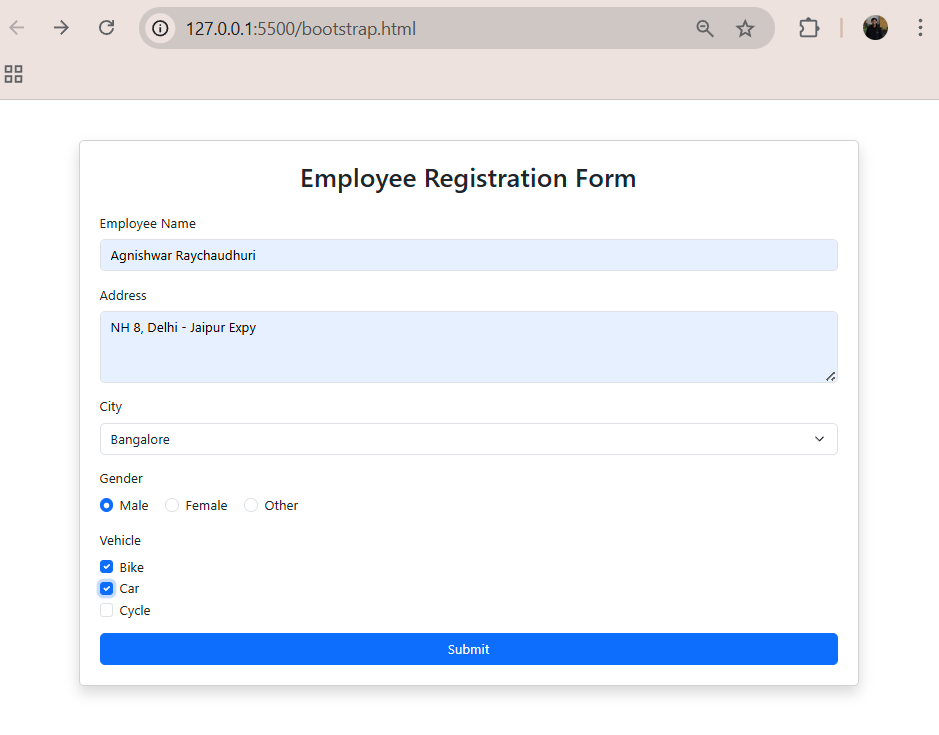 127.0.0.1:5500/bootstrap.html
Employee Registration Form
Employee Name
Agnishwar Raychaudhuri
Address
NH 8, Delhi - Jaipur Expy
City
Bangalore
Gender
Male Female Other
Vehicle
Bike
Car
Cycle
Submit